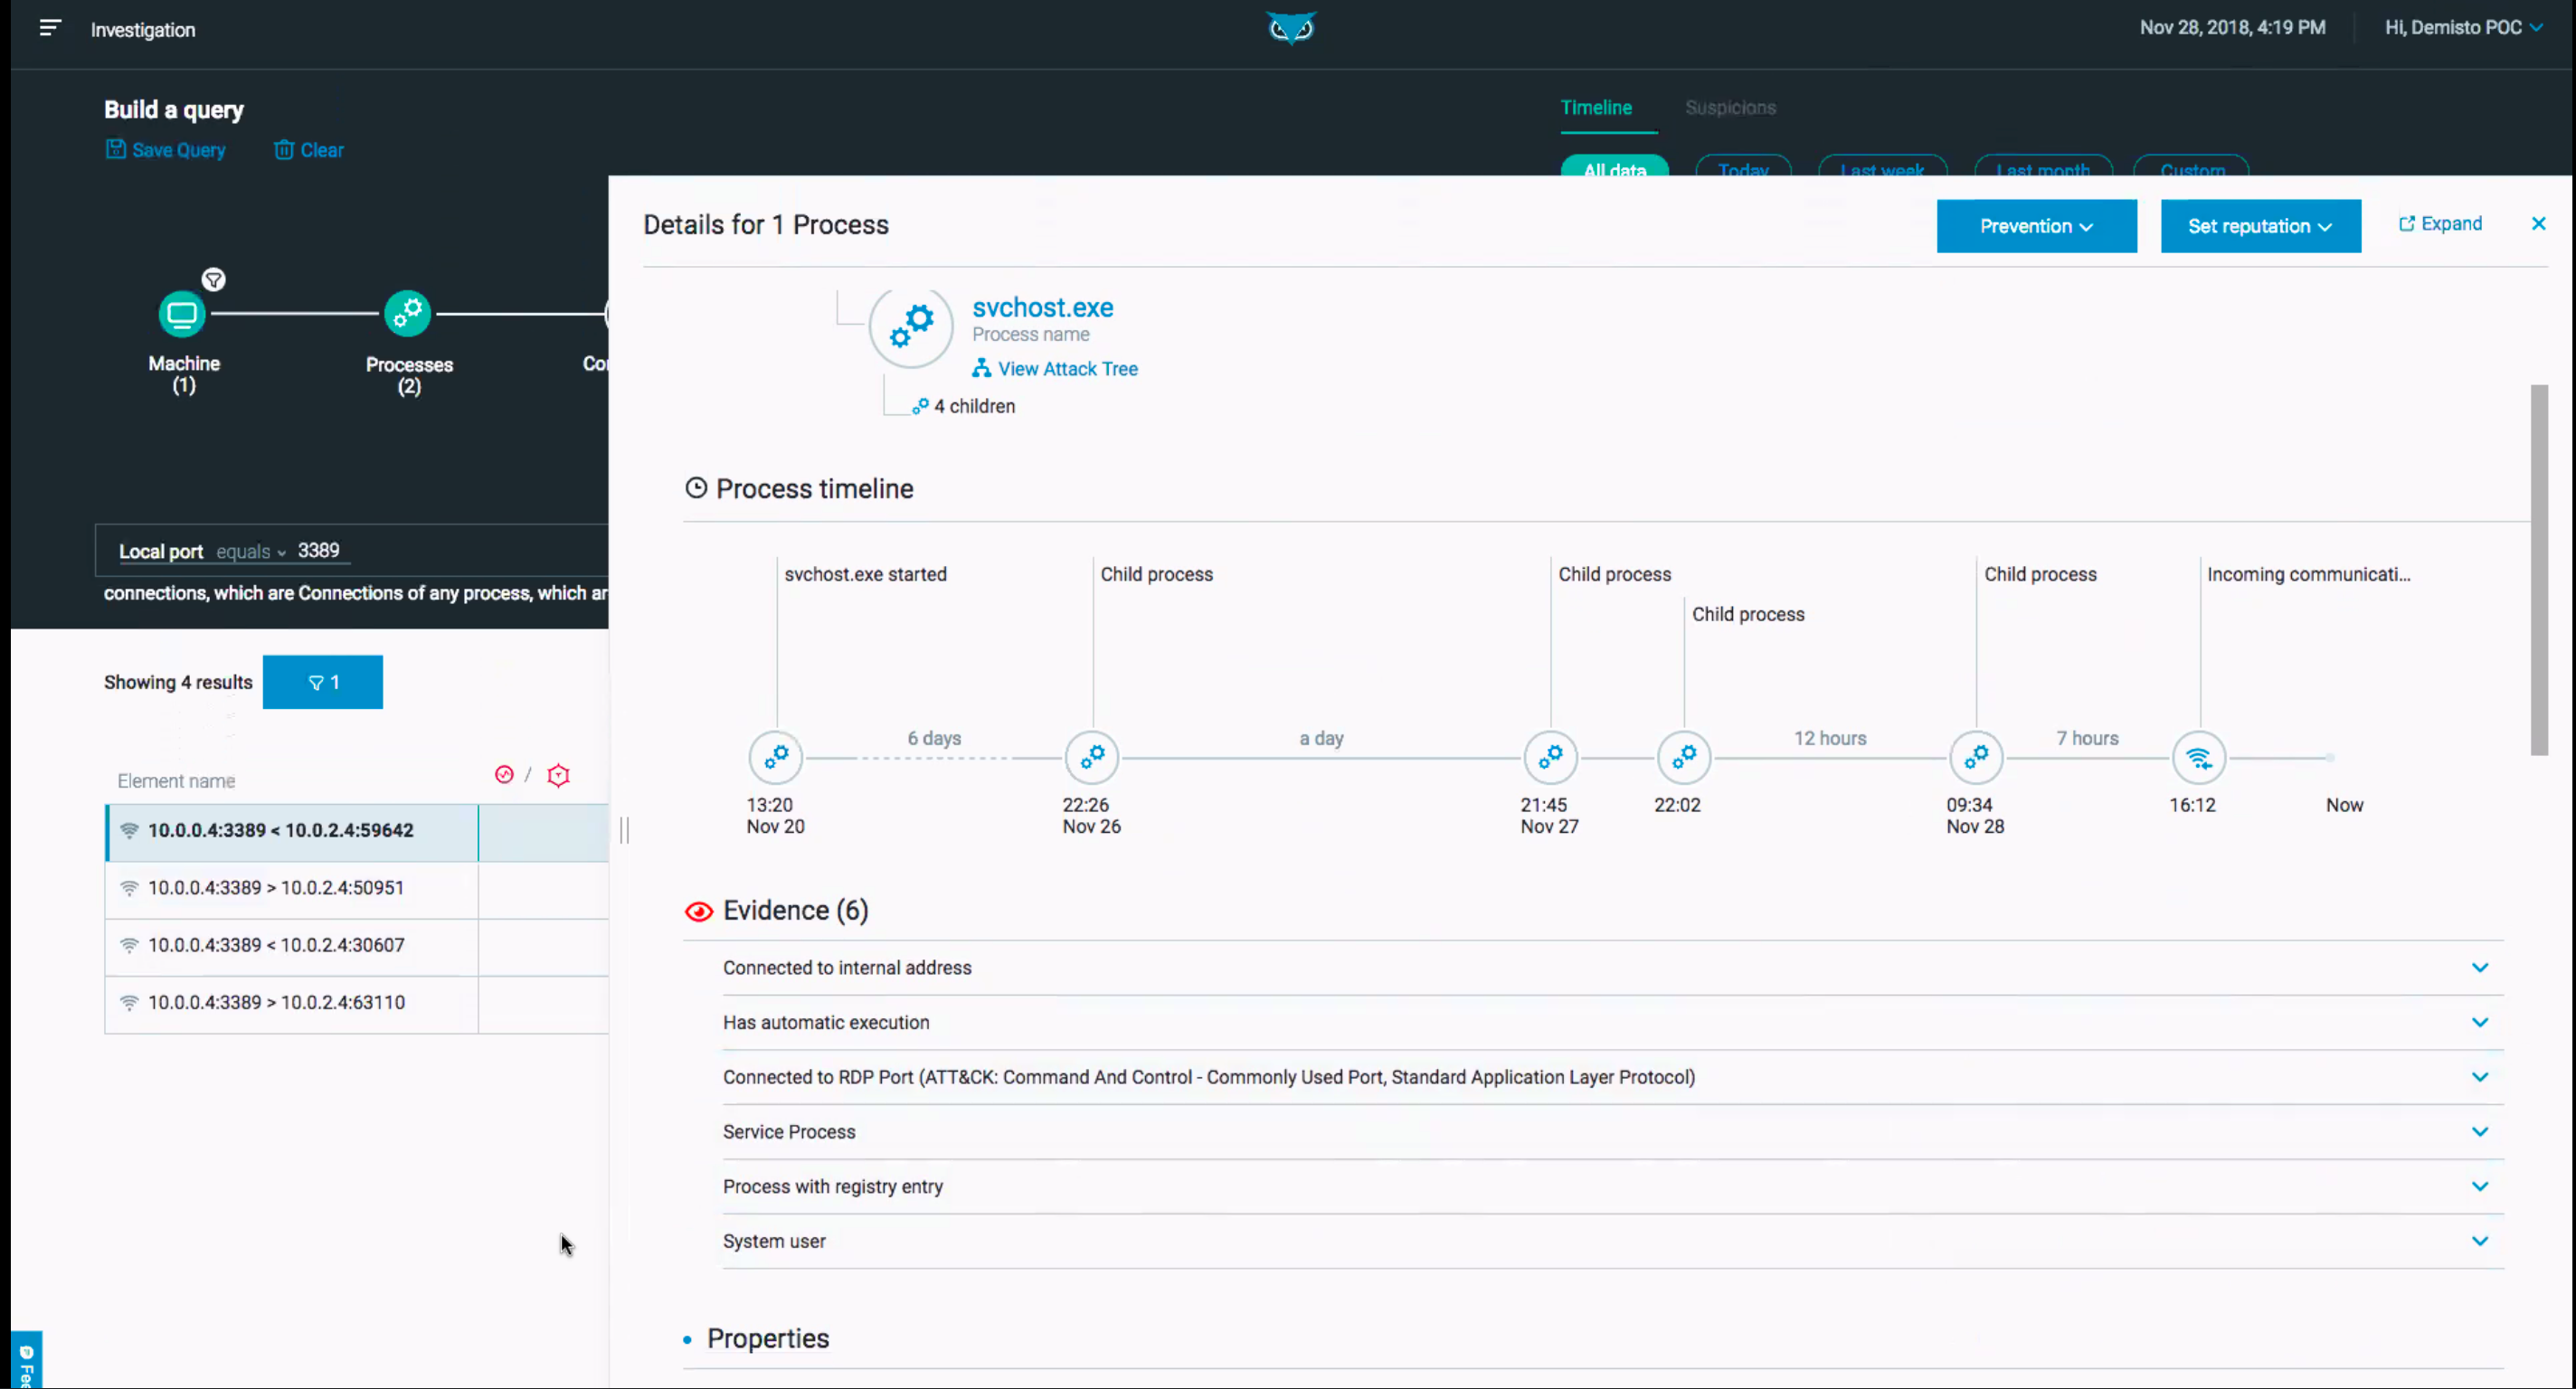 Investigation
Nov 28, 2018, 4:19 PM
Hi, Demisto POC
Build a query
Save Query
Clear
Timeline
Suspicions
All data
Today
Last week
Last month
Custom
Machine
(1)
Processes
(2)
Local port equals 3389
connections, which are Connections of any process, which
Showing 4 results
1
Element name
/
10.0.0.4:3389 < 10.0.2.4:59642
10.0.0.4:3389 > 10.0.2.4:50951
10.0.0.4:3389 < 10.0.2.4:30607
10.0.0.4:3389 > 10.0.2.4:63110
Details for 1 Process
Prevention
Set reputation
Expand
svchost.exe
Process name
View Attack Tree
4 children
Process timeline
svchost.exe started
Child process
Child process
Child process
Child process
Incoming communicati...
6 days
a day
12 hours
7 hours
13:20
Nov 20
22:26
Nov 26
21:45
Nov 27
22:02
09:34
Nov 28
16:12
Now
Evidence (6)
Connected to internal address
Has automatic execution
Connected to RDP Port (ATT&CK: Command And Control - Commonly Used Port, Standard Application Layer Protocol)
Service Process
Process with registry entry
System user
Properties